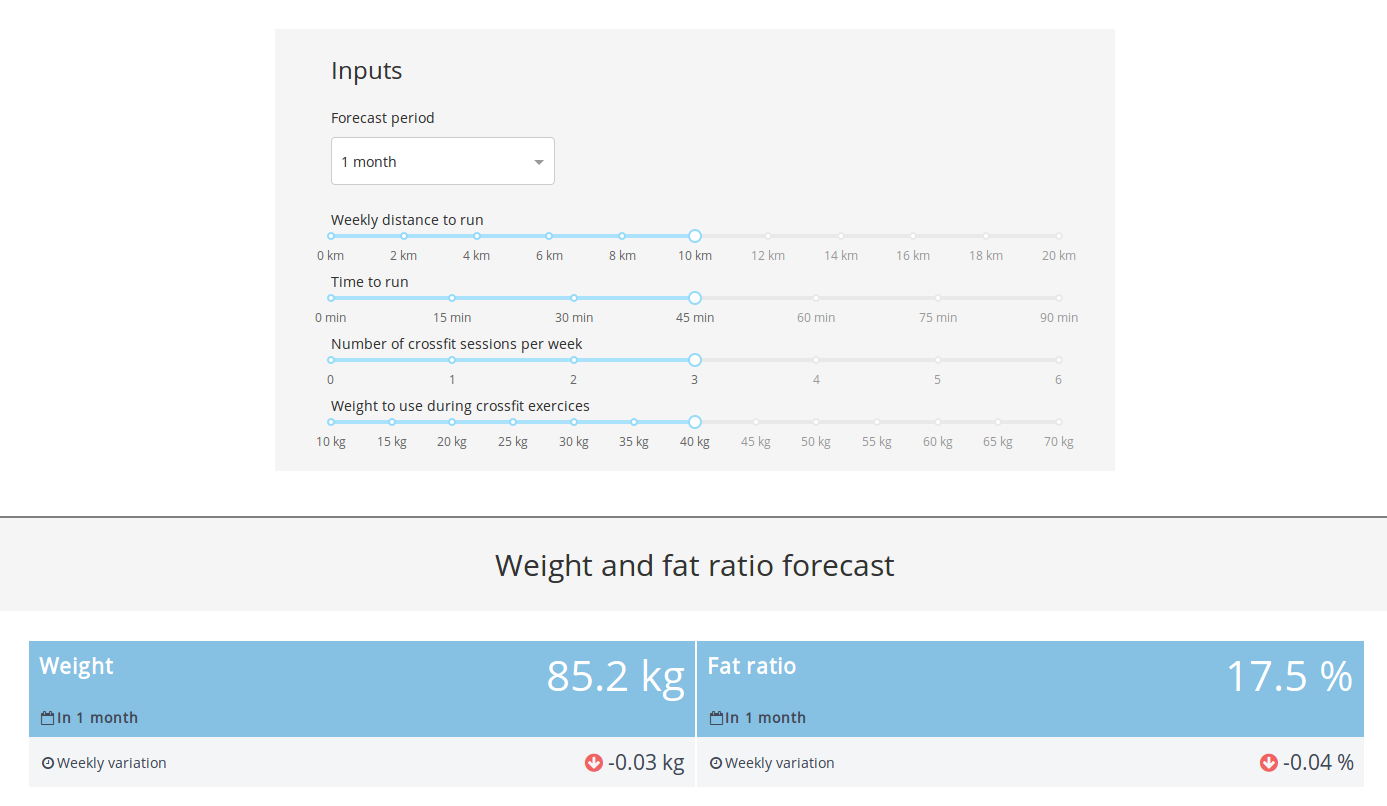 Inputs
Forecast period
1 month
Weekly distance to run
0 km 2 km 4 km 6 km 8 km 10 km 12 km 14 km 16 km 18 km 20 km
Time to run
0 min 15 min 30 min 45 min 60 min 75 min 90 min
Number of crossfit sessions per week
0 1 2 3 4 5 6
Weight to use during crossfit exercices
10 kg 15 kg 20 kg 25 kg 30 kg 35 kg 40 kg 45 kg 50 kg 55 kg 60 kg 65 kg 70 kg
Weight and fat ratio forecast
Weight 85.2 kg
In 1 month
Weekly variation -0.03 kg
Fat ratio 17.5 %
In 1 month
Weekly variation -0.04 %